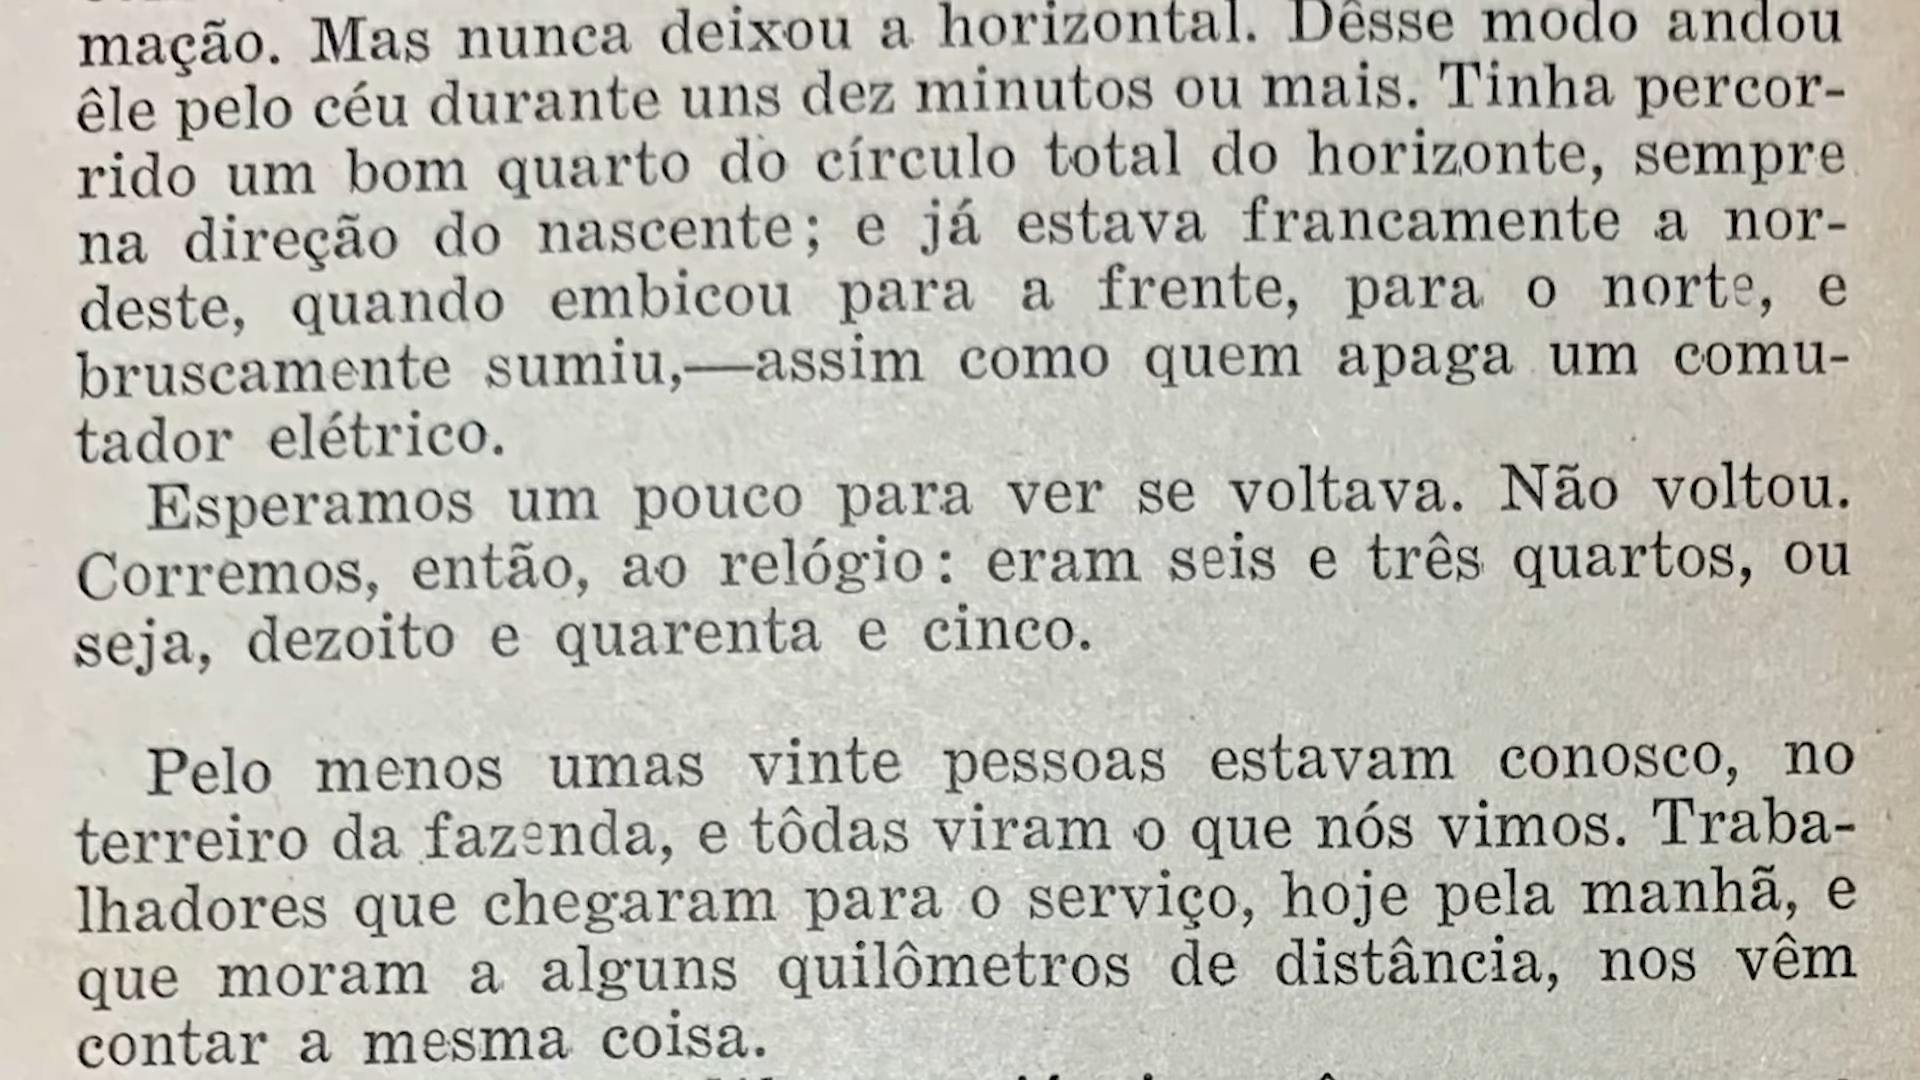 mação. Mas nunca deixou a horizontal. Dêsse modo andou
êle pelo céu durante uns dez minutos ou mais. Tinha percor-
rido um bom quarto do círculo total do horizonte, sempre
na direção do nascente; e já estava francamente a nor-
deste, quando embicou para a frente, para o norte, e
bruscamente sumiu,—assim como quem apaga um comu-
tador elétrico.
Esperamos um pouco para ver se voltava. Não voltou.
Corremos, então, ao relógio: eram seis e três quartos, ou
seja, dezoito e quarenta e cinco.
Pelo menos umas vinte pessoas estavam conosco, no
terreiro da fazenda, e tôdas viram o que nós vimos. Traba-
lhadores que chegaram para o serviço, hoje pela manhã, e
que moram a alguns quilômetros de distância, nos vêm
contar a mesma coisa.